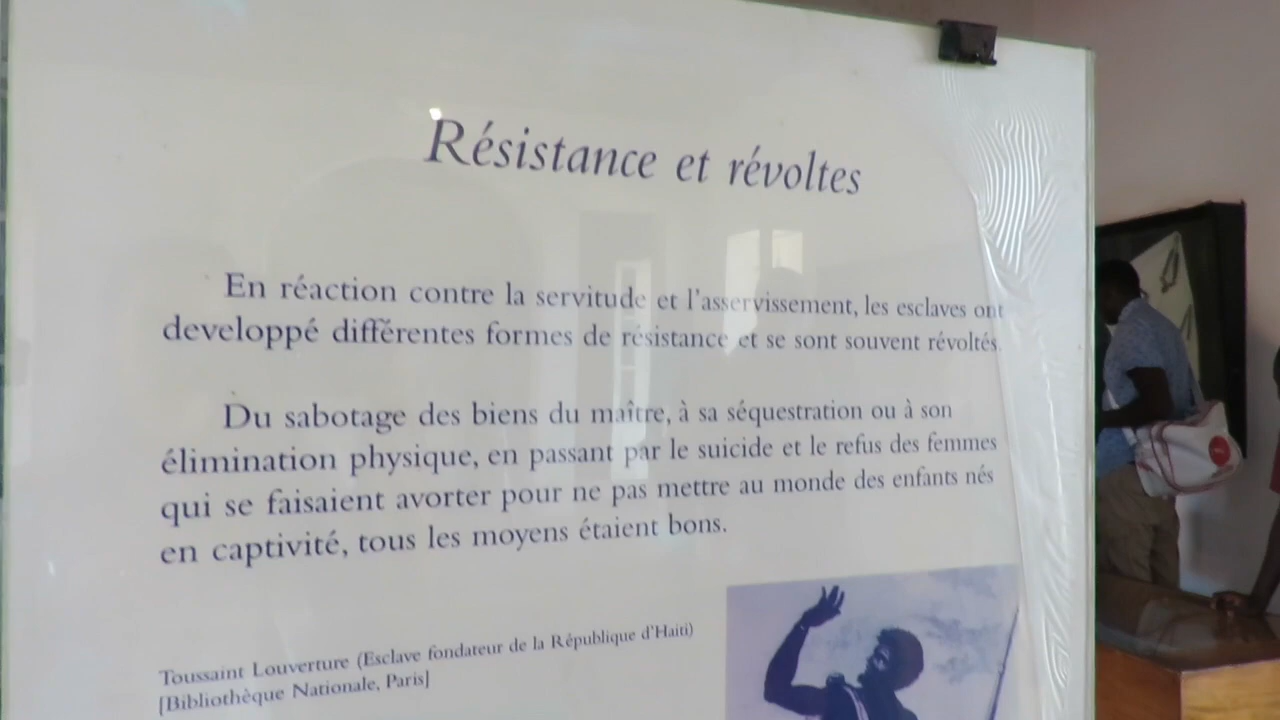 Résistance et révoltes
En réaction contre la servitude et l'asservissement, les esclaves ont
developpé différentes formes de résistance et se sont souvent révoltés.
Du sabotage des biens du maître, à sa séquestration ou à son
élimination physique, en passant par le suicide et le refus des femmes
qui se faisaient avorter pour ne pas mettre au monde des enfants nés
en captivité, tous les moyens étaient bons.
Toussaint Louverture (Esclave fondateur de la République d'Haiti)
[Bibliothèque Nationale, Paris]